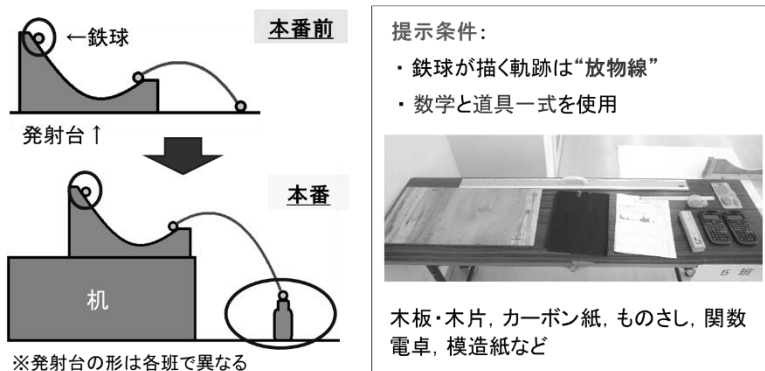 本番前
←鉄球
発射台↑
本番
机
※発射台の形は各班で異なる
提示条件:
・鉄球が描く軌跡は“放物線”
・数学と道具一式を使用
5 班
木板・木片, カーボン紙, ものさし, 関数
電卓, 模造紙など